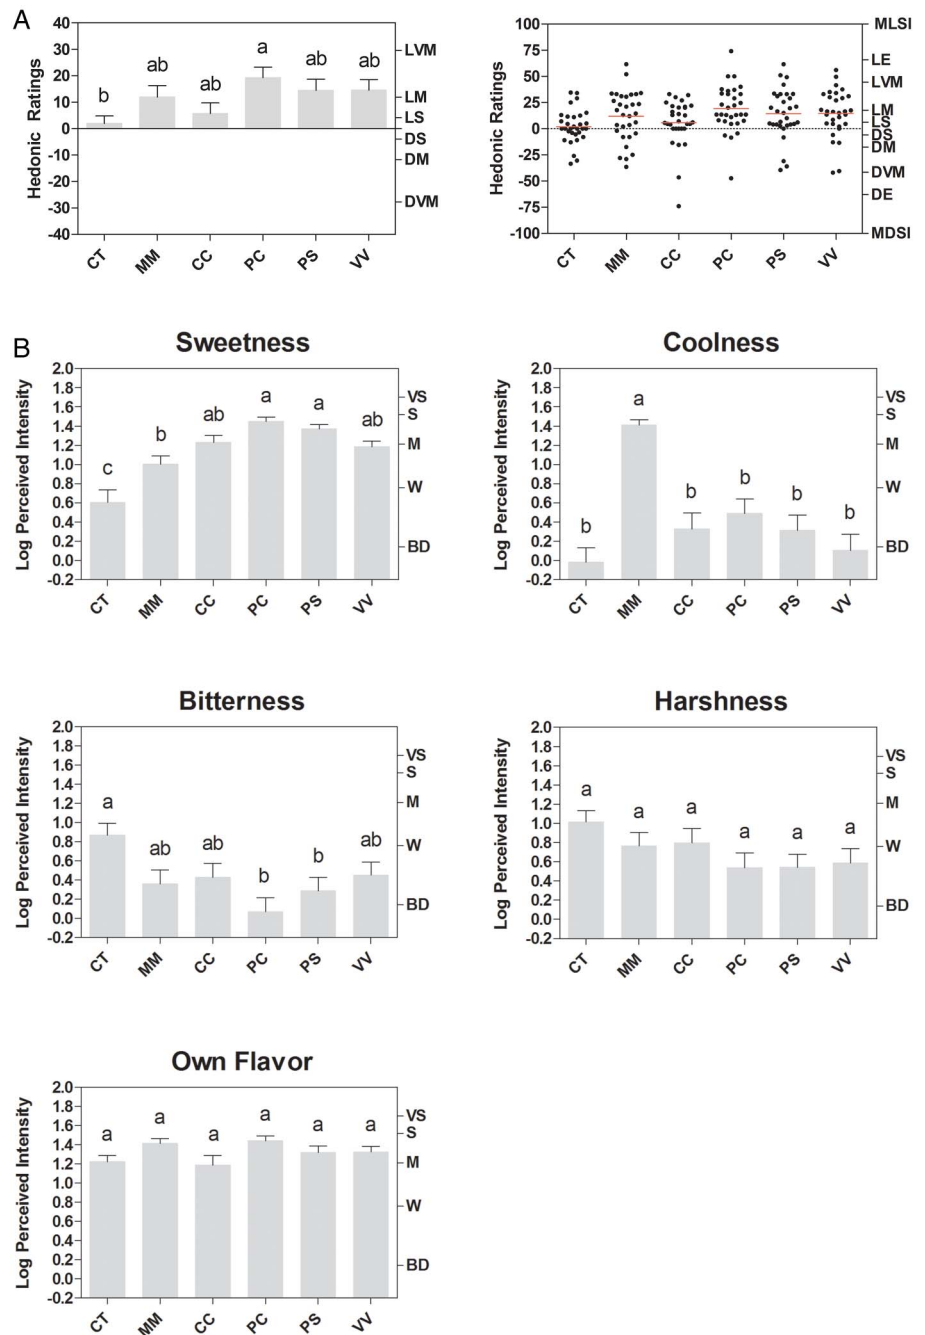 A
Hedonic Ratings
40
30
20
10
0
-10
-20
-30
-40
b
ab
ab
a
ab
ab
LVM
LM
LS
DS
DM
DVM
CT
MM
CC
PC
PS
VV
Hedonic Ratings
100
75
50
25
0
-25
-50
-75
-100
MLSI
LE
LVM
LM
LS
DS
DM
DVM
DE
MDSI
CT
MM
CC
PC
PS
VV
B
Sweetness
Log Perceived Intensity
2.0
1.8
1.6
1.4
1.2
1.0
0.8
0.6
0.4
0.2
0.0
-0.2
c
b
ab
a
a
ab
VS
S
M
W
BD
CT
MM
CC
PC
PS
VV
Coolness
Log Perceived Intensity
2.0
1.8
1.6
1.4
1.2
1.0
0.8
0.6
0.4
0.2
0.0
-0.2
b
a
b
b
b
b
VS
S
M
W
BD
CT
MM
CC
PC
PS
VV
Bitterness
Log Perceived Intensity
2.0
1.8
1.6
1.4
1.2
1.0
0.8
0.6
0.4
0.2
0.0
-0.2
a
ab
ab
b
b
ab
VS
S
M
W
BD
CT
MM
CC
PC
PS
VV
Harshness
Log Perceived Intensity
2.0
1.8
1.6
1.4
1.2
1.0
0.8
0.6
0.4
0.2
0.0
-0.2
a
a
a
a
a
a
VS
S
M
W
BD
CT
MM
CC
PC
PS
VV
Own Flavor
Log Perceived Intensity
2.0
1.8
1.6
1.4
1.2
1.0
0.8
0.6
0.4
0.2
0.0
-0.2
a
a
a
a
a
a
VS
S
M
W
BD
CT
MM
CC
PC
PS
VV